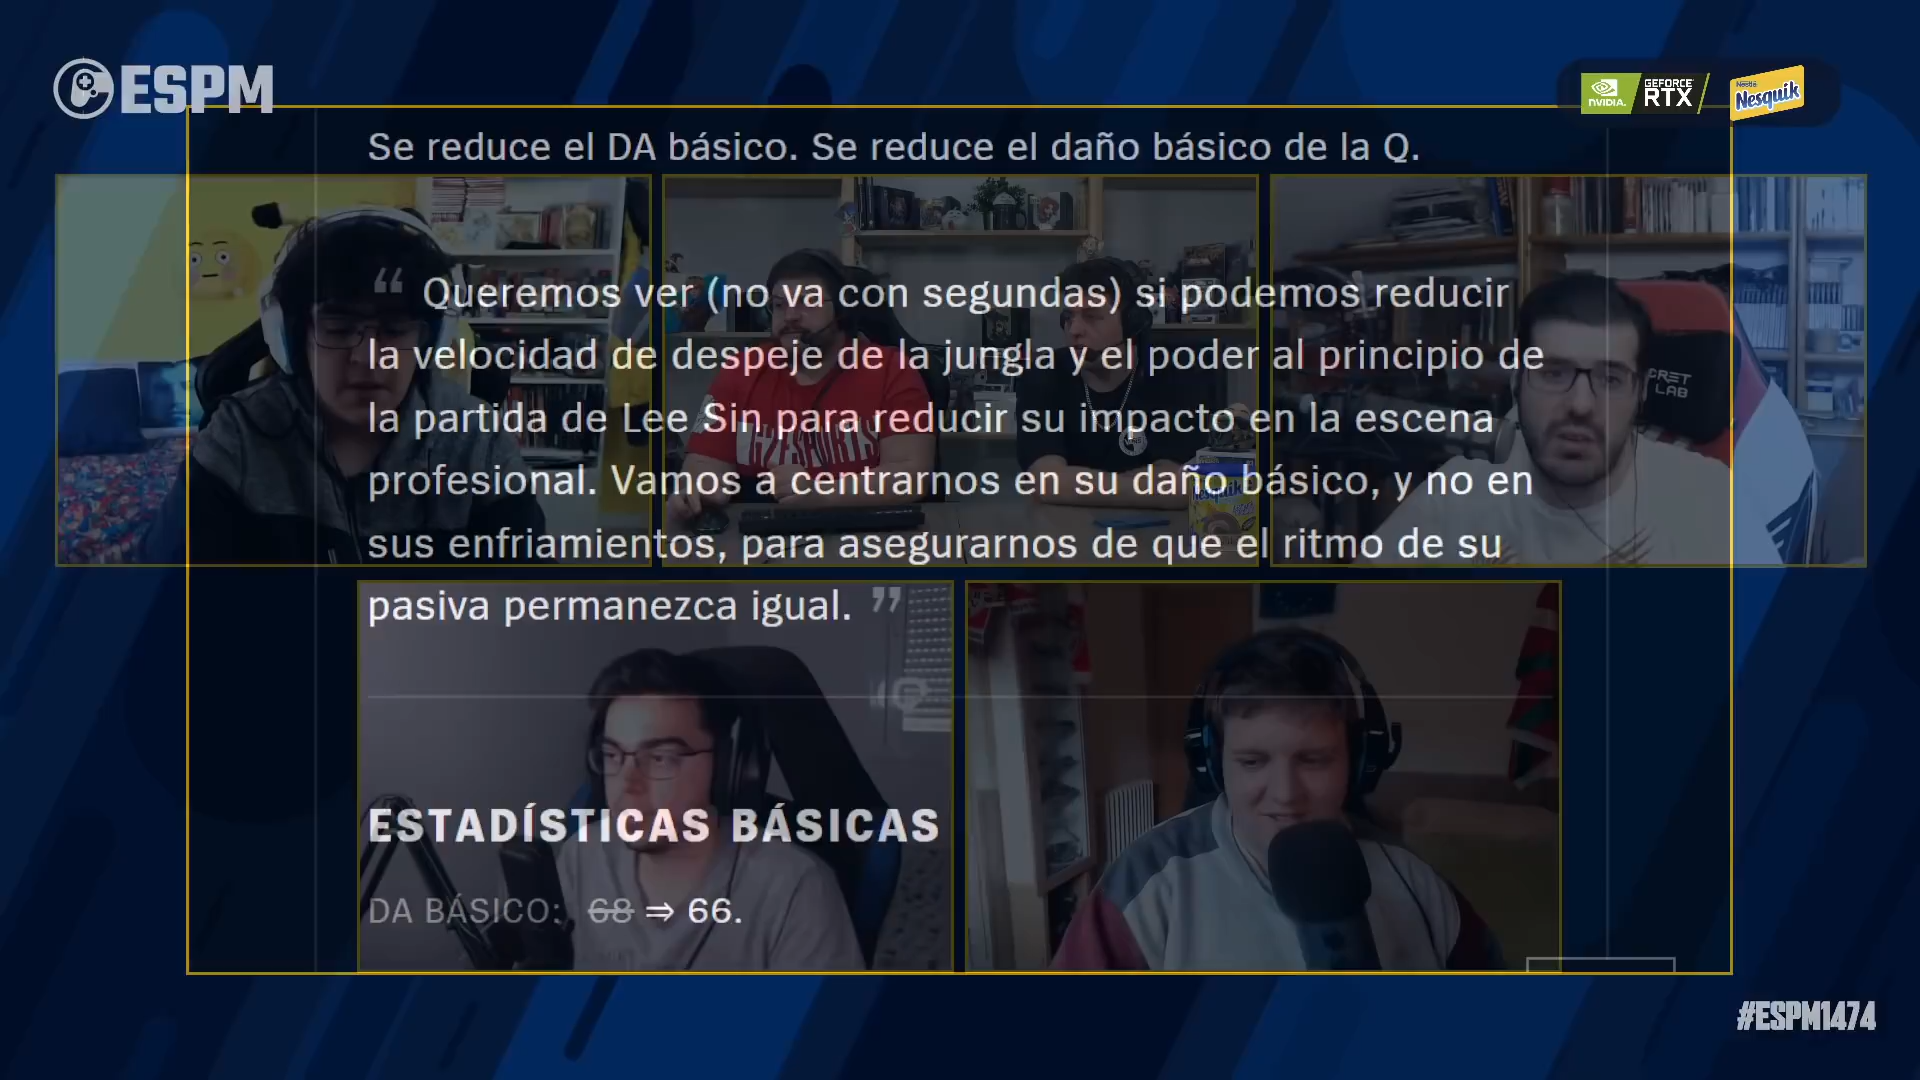 ESPM
NVIDIA.
GEFORCE
RTX
Nestlé
Nesquik
Se reduce el DA básico. Se reduce el daño básico de la Q.
“ Queremos ver (no va con segundas) si podemos reducir
la velocidad de despeje de la jungla y el poder al principio de
la partida de Lee Sin para reducir su impacto en la escena
profesional. Vamos a centrarnos en su daño básico, y no en
sus enfriamientos, para asegurarnos de que el ritmo de su
pasiva permanezca igual. ”
CRET
LAB
Nesquik
ESTADÍSTICAS BÁSICAS
DA BÁSICO: 68 ⇒ 66.
#ESPM1474